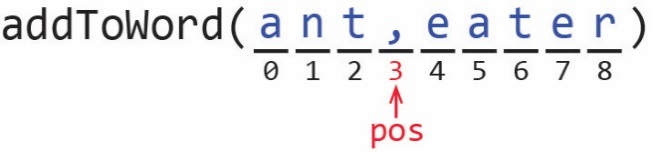 addToWord(ant,eater)
0 1 2 3 4 5 6 7 8
pos